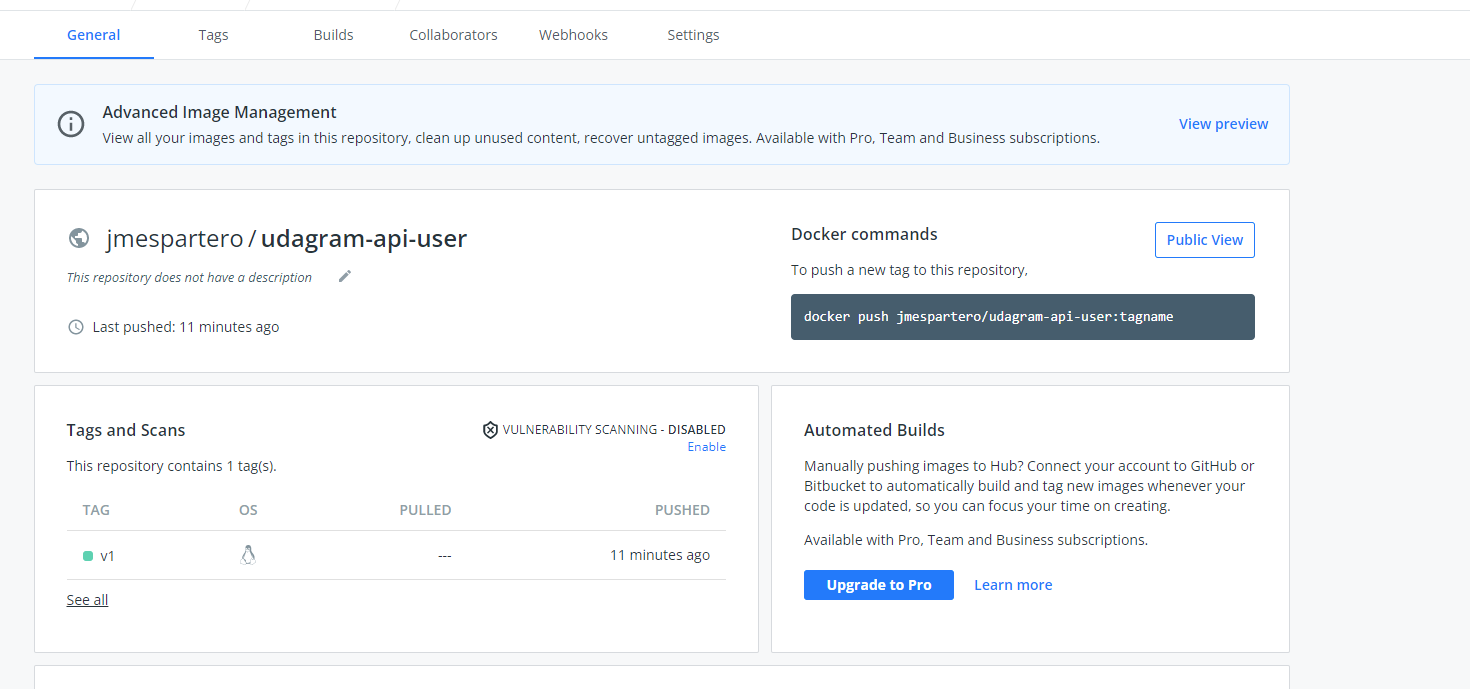 General Tags Builds Collaborators Webhooks Settings
Advanced Image Management
View all your images and tags in this repository, clean up unused content, recover untagged images. Available with Pro, Team and Business subscriptions.
View preview
jmespartero / udagram-api-user
This repository does not have a description
Last pushed: 11 minutes ago
Docker commands
Public View
To push a new tag to this repository,
docker push jmespartero/udagram-api-user:tagname
Tags and Scans
VULNERABILITY SCANNING - DISABLED
Enable
This repository contains 1 tag(s).
TAG OS PULLED PUSHED
v1 --- 11 minutes ago
See all
Automated Builds
Manually pushing images to Hub? Connect your account to GitHub or
Bitbucket to automatically build and tag new images whenever your
code is updated, so you can focus your time on creating.
Available with Pro, Team and Business subscriptions.
Upgrade to Pro Learn more